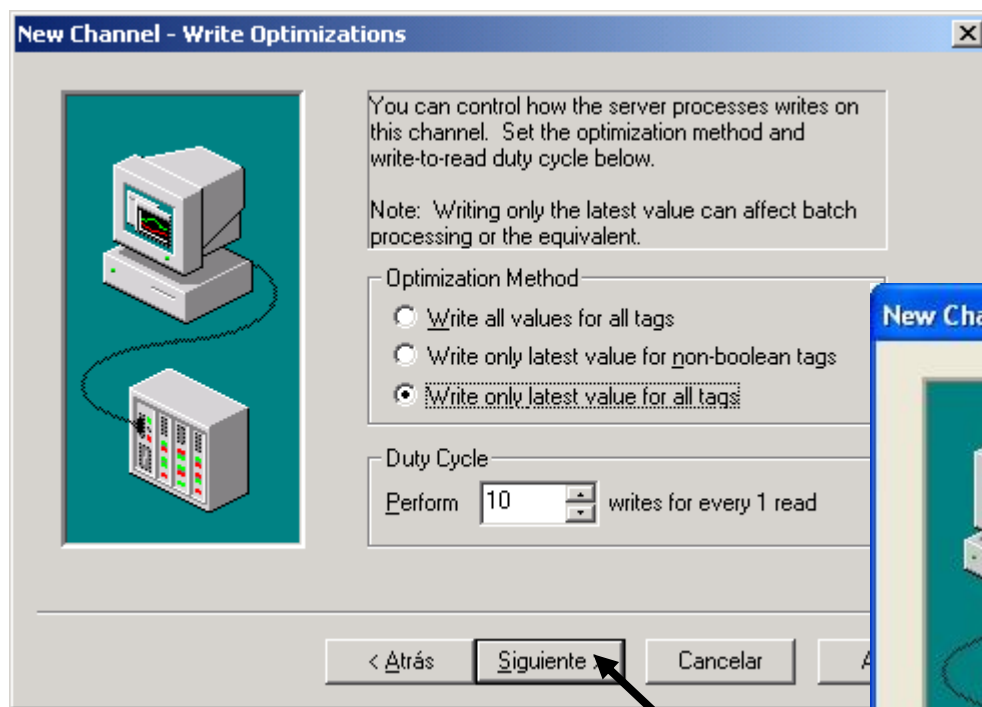 New Channel - Write Optimizations
You can control how the server processes writes on
this channel. Set the optimization method and
write-to-read duty cycle below.
Note: Writing only the latest value can affect batch
processing or the equivalent.
Optimization Method
Write all values for all tags
Write only latest value for non-boolean tags
Write only latest value for all tags
Duty Cycle
Perform 10 writes for every 1 read
< Atrás Siguiente Cancelar A
New Cha